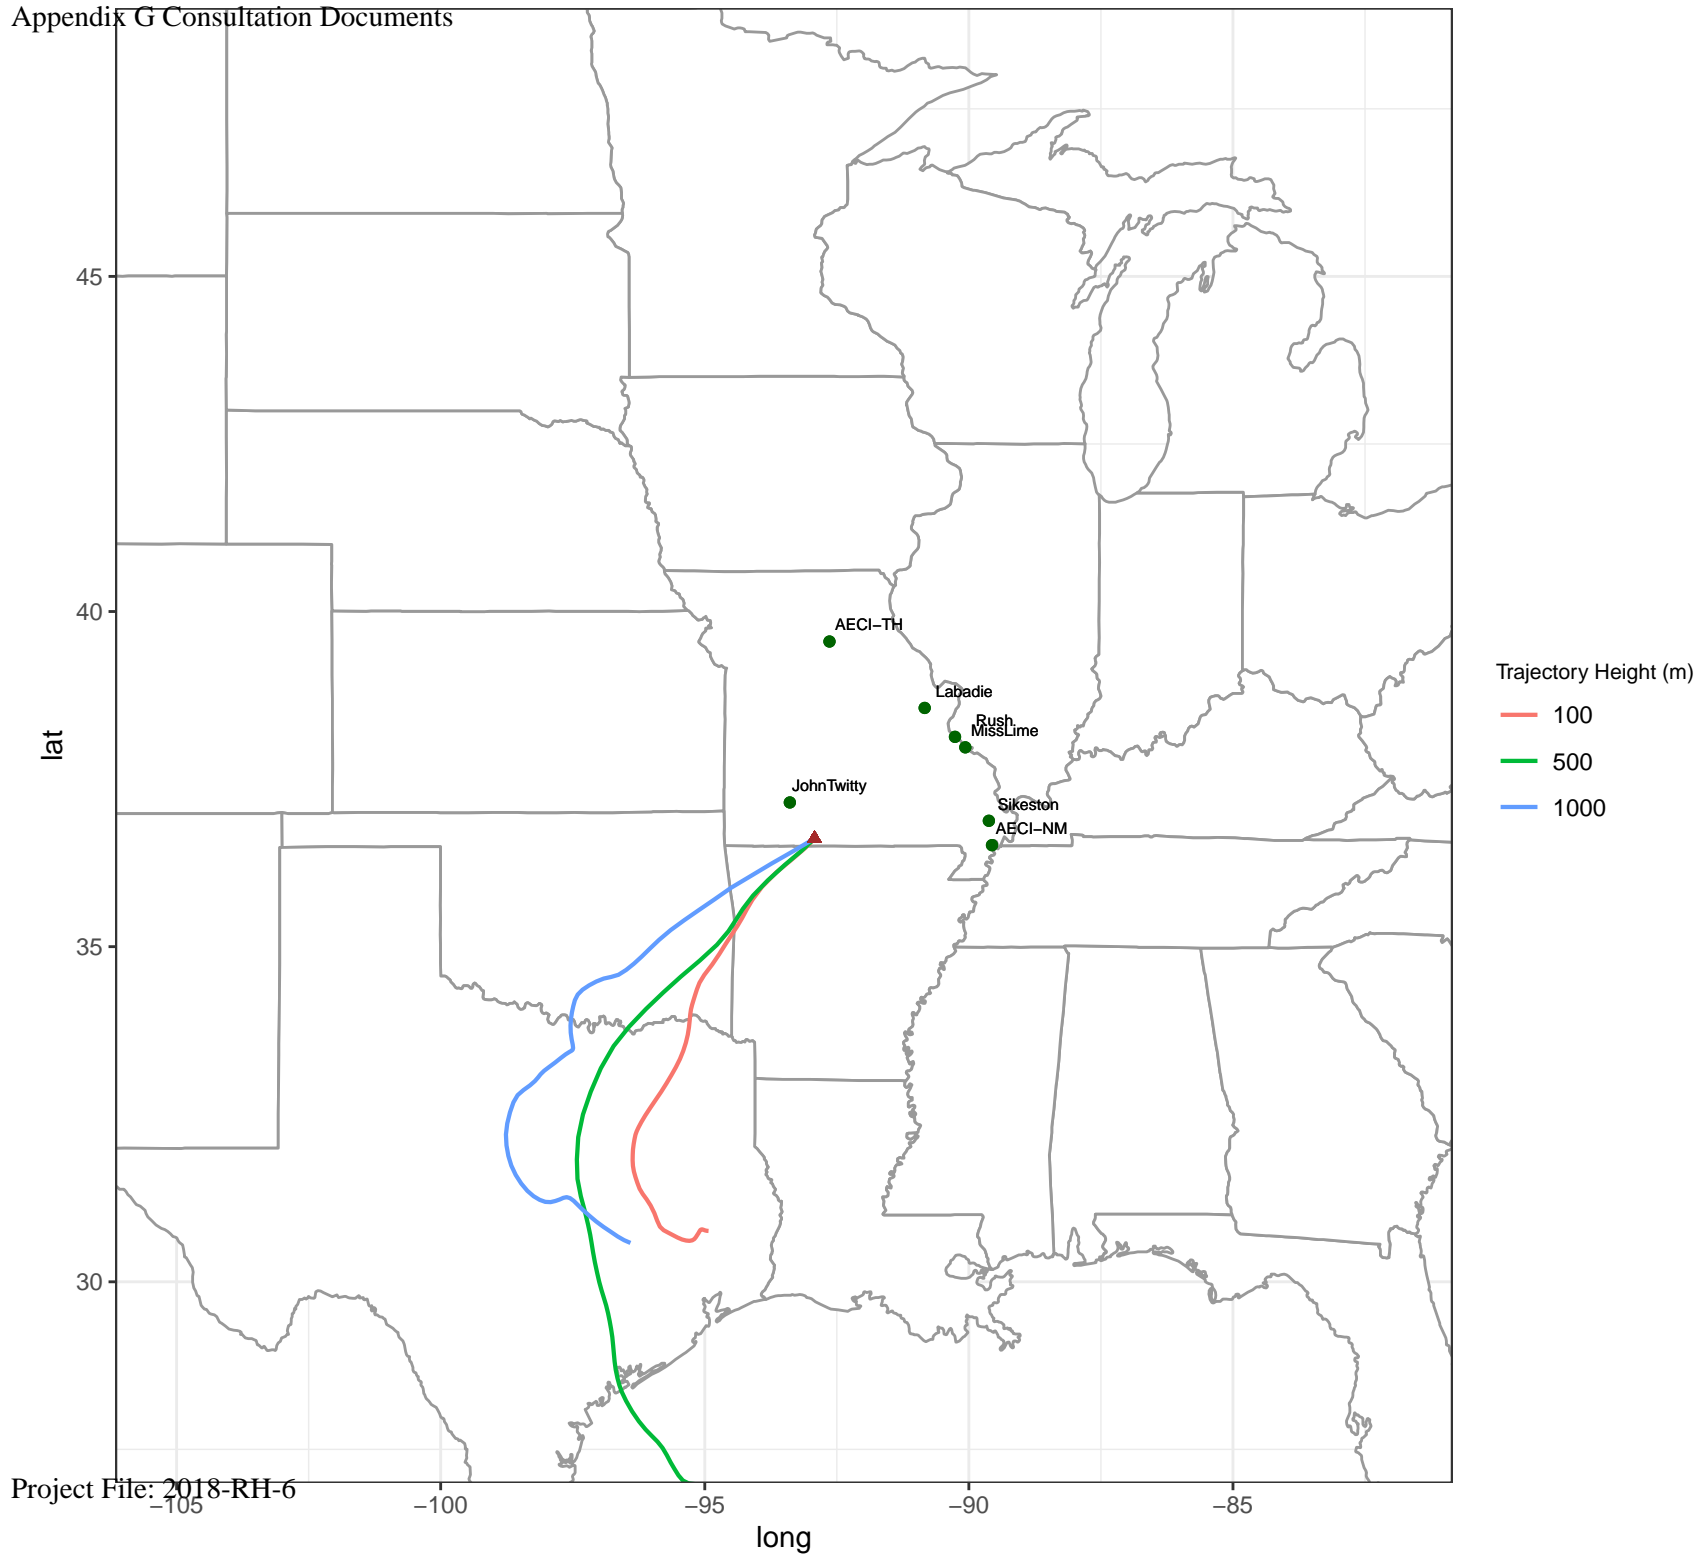 Appendix G Consultation Documents
45
40
35
30
lat
AECI−TH
Labadie
Rush
MissLime
JohnTwitty
Sikeston
AECI−NM
Trajectory Height (m)
100
500
1000
Project File: 2018-RH-6
−105
−100
−95
−90
−85
long